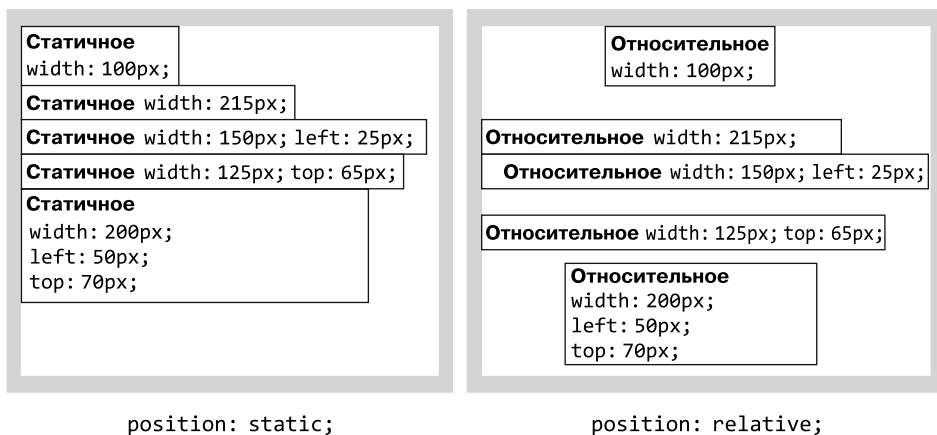 Статичное
width: 100px;
Статичное width: 215px;
Статичное width: 150px; left: 25px;
Статичное width: 125px; top: 65px;
Статичное
width: 200px;
left: 50px;
top: 70px;
position: static;
Относительное
width: 100px;
Относительное width: 215px;
Относительное width: 150px; left: 25px;
Относительное width: 125px; top: 65px;
Относительное
width: 200px;
left: 50px;
top: 70px;
position: relative;